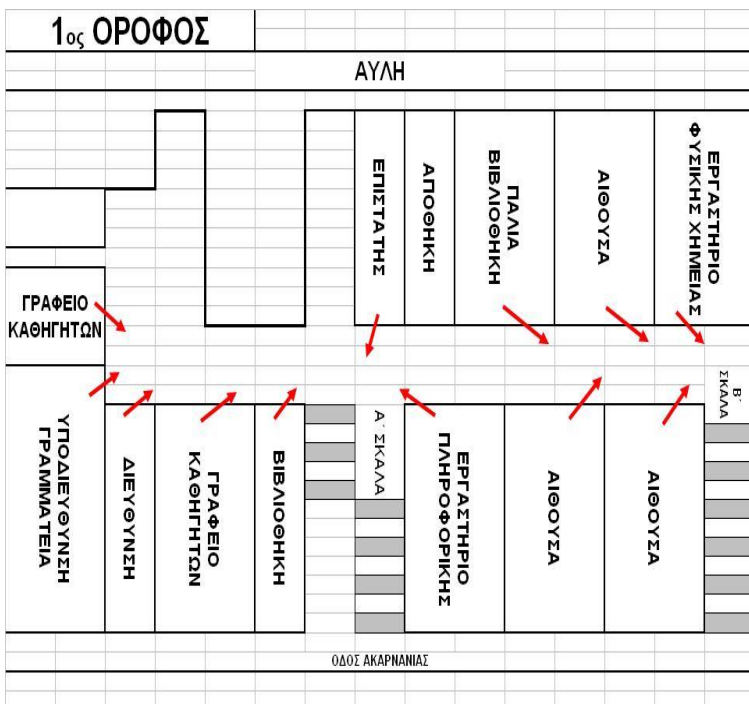 1ος ΟΡΟΦΟΣ
ΑΥΛΗ
ΕΠΙΣΤΑΤΗΣ
ΑΠΟΘΗΚΗ
ΠΑΛΙΑ
ΒΙΒΛΙΟΘΗΚΗ
ΑΙΘΟΥΣΑ
ΕΡΓΑΣΤΗΡΙΟ
ΦΥΣΙΚΗΣ ΧΗΜΕΙΑΣ
ΓΡΑΦΕΙΟ
ΚΑΘΗΓΗΤΩΝ
ΥΠΟΔΙΕΥΘΥΝΣΗ
ΓΡΑΜΜΑΤΕΙΑ
ΔΙΕΥΘΥΝΣΗ
ΓΡΑΦΕΙΟ
ΚΑΘΗΓΗΤΩΝ
ΒΙΒΛΙΟΘΗΚΗ
Α΄ ΣΚΑΛΑ
ΕΡΓΑΣΤΗΡΙΟ
ΠΛΗΡΟΦΟΡΙΚΗΣ
ΑΙΘΟΥΣΑ
ΑΙΘΟΥΣΑ
Β΄
ΣΚΑΛΑ
ΟΔΟΣ ΑΚΑΡΝΑΝΙΑΣ